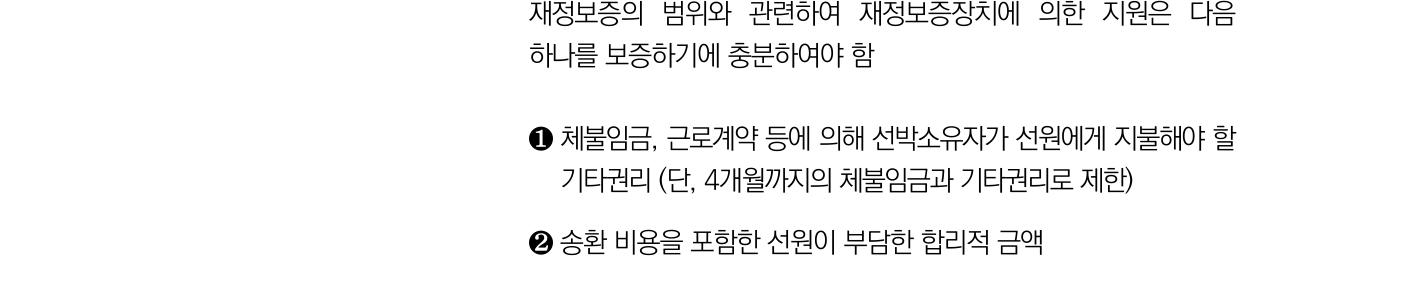 재정보증의 범위와 관련하여 재정보증장치에 의한 지원은 다음
하나를 보증하기에 충분하여야 함
❶ 체불임금, 근로계약 등에 의해 선박소유자가 선원에게 지불해야 할
기타권리 (단, 4개월까지의 체불임금과 기타권리로 제한)
❷ 송환 비용을 포함한 선원이 부담한 합리적 금액